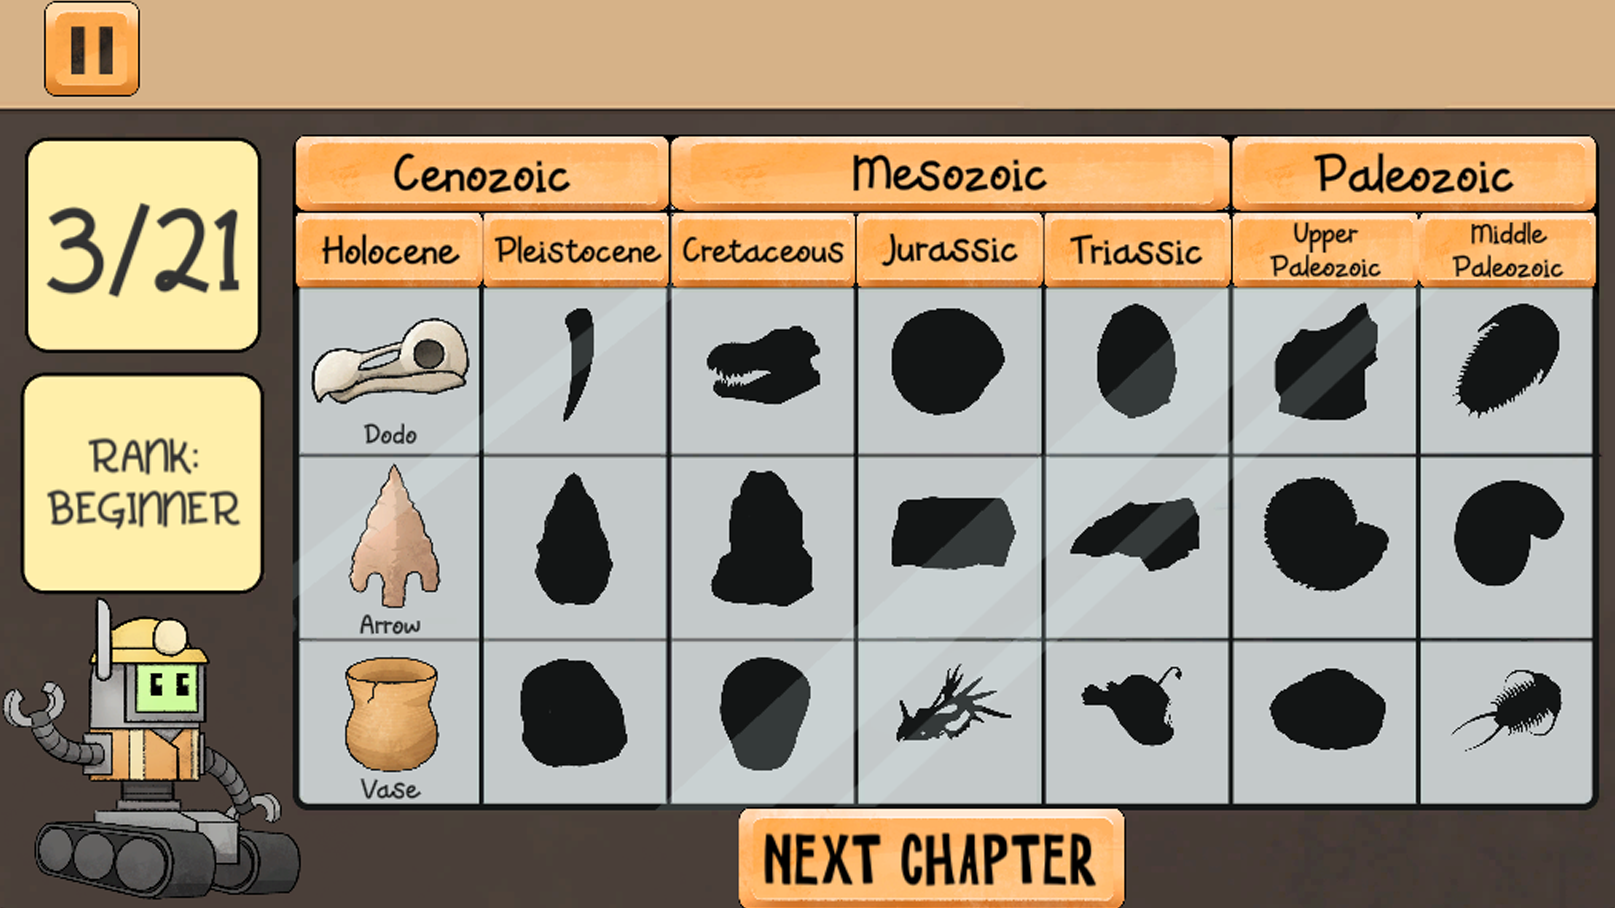 3/21
RANK:
BEGINNER
Cenozoic
Mesozoic
Paleozoic
Holocene
Pleistocene
Cretaceous
Jurassic
Triassic
Upper
Paleozoic
Middle
Paleozoic
Dodo
Arrow
Vase
NEXT CHAPTER